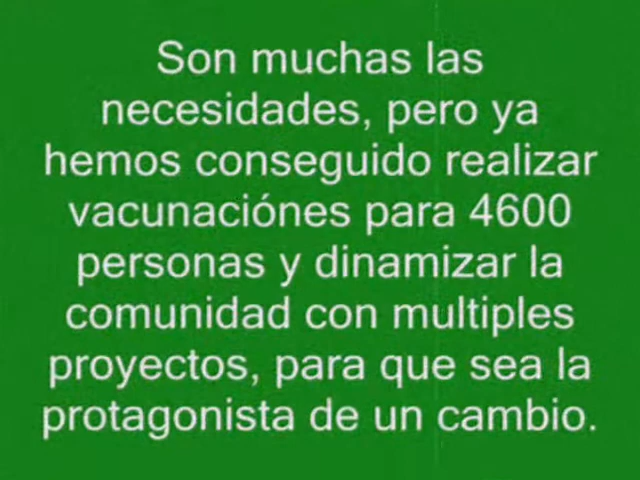 Son muchas las
necesidades, pero ya
hemos conseguido realizar
vacunaciónes para 4600
personas y dinamizar la
comunidad con multiples
proyectos, para que sea la
protagonista de un cambio.